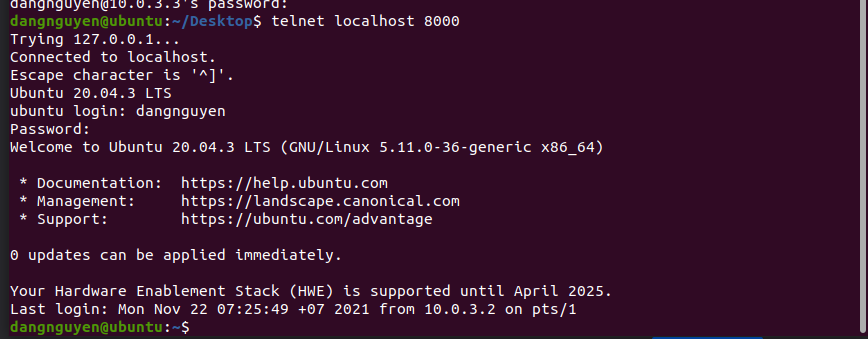 dangnguyen@10.0.3.3's password:
dangnguyen@ubuntu:~/Desktop$ telnet localhost 8000
Trying 127.0.0.1...
Connected to localhost.
Escape character is '^]'.
Ubuntu 20.04.3 LTS
ubuntu login: dangnguyen
Password:
Welcome to Ubuntu 20.04.3 LTS (GNU/Linux 5.11.0-36-generic x86_64)
* Documentation:  https://help.ubuntu.com
* Management:     https://landscape.canonical.com
* Support:        https://ubuntu.com/advantage
0 updates can be applied immediately.
Your Hardware Enablement Stack (HWE) is supported until April 2025.
Last login: Mon Nov 22 07:25:49 +07 2021 from 10.0.3.2 on pts/1
dangnguyen@ubuntu:~$